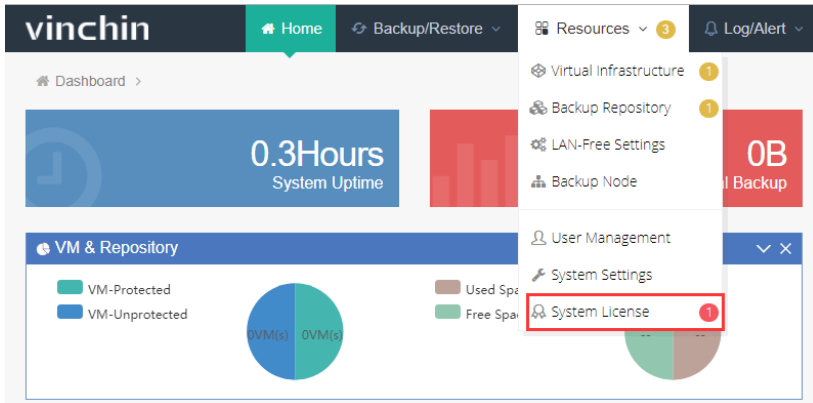 vinchin
Home
Backup/Restore
Resources
3
Log/Alert
Dashboard >
Virtual Infrastructure
1
Backup Repository
1
LAN-Free Settings
Backup Node
User Management
System Settings
System License
1
0.3Hours
System Uptime
0B
l Backup
VM & Repository
VM-Protected
VM-Unprotected
0VM(s)
0VM(s)
Used Spa
Free Spac
--
--